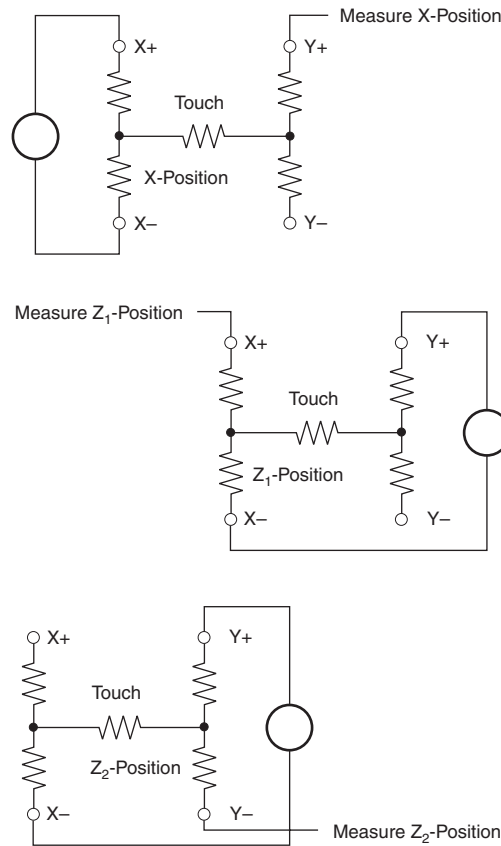 Measure X-Position
X+ Y+
Touch
X-Position
X– Y–
Measure Z₁-Position
X+ Y+
Touch
Z₁-Position
X– Y–
X+ Y+
Touch
Z₂-Position
X– Y–
Measure Z₂-Position